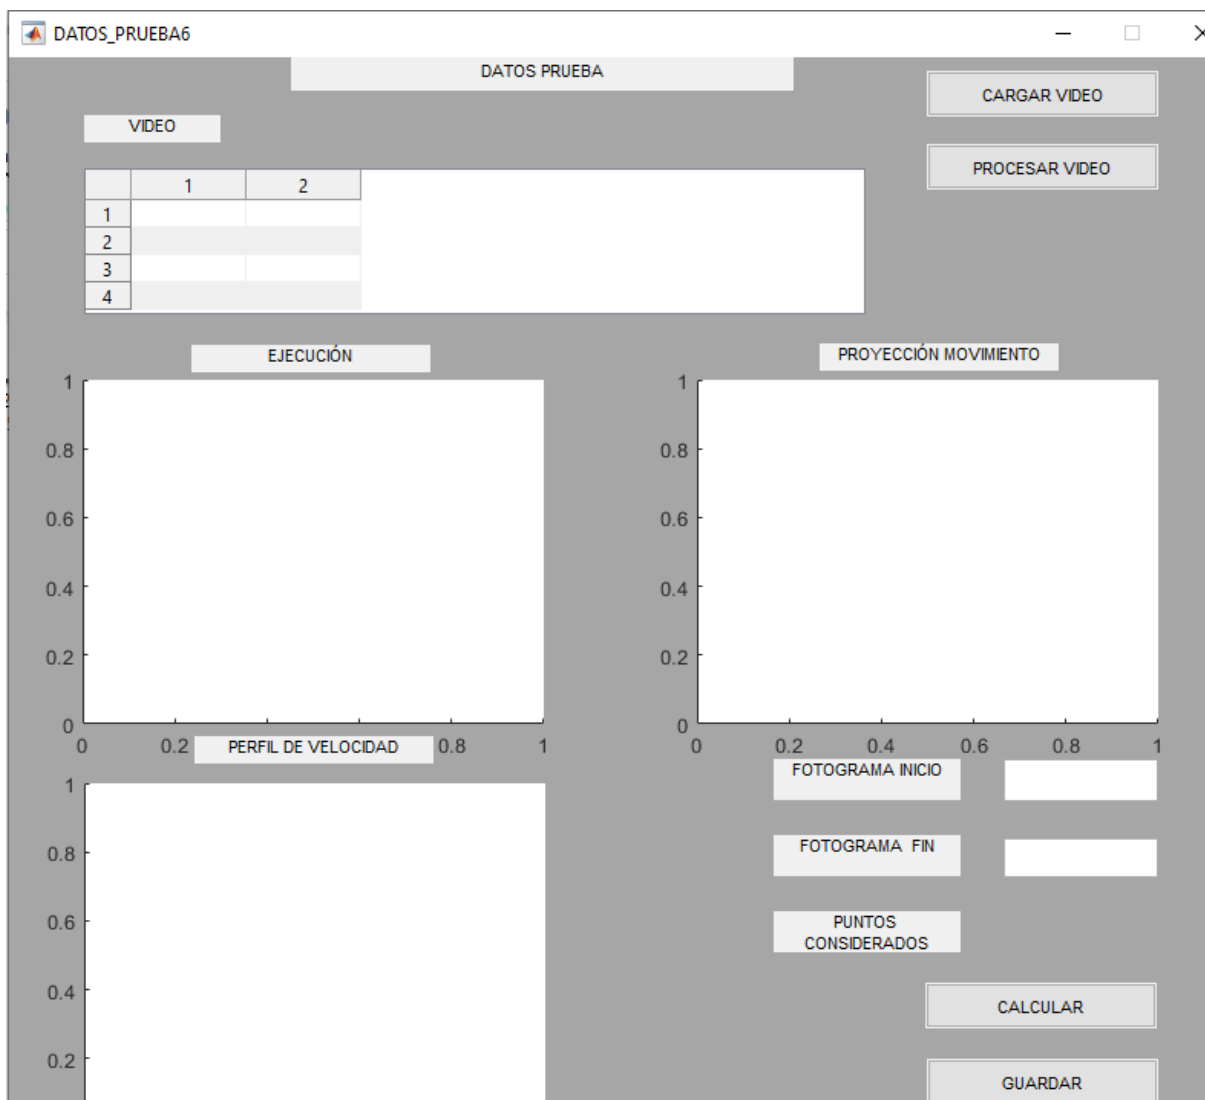 DATOS_PRUEBA6
DATOS PRUEBA
CARGAR VIDEO
VIDEO
PROCESAR VIDEO
1 2
1
2
3
4
EJECUCIÓN
PROYECCIÓN MOVIMIENTO
1
0.8
0.6
0.4
0.2
0
0 0.2 0.8 1
1
0.8
0.6
0.4
0.2
0
0 0.2 0.4 0.6 0.8 1
PERFIL DE VELOCIDAD
1
0.8
0.6
0.4
0.2
FOTOGRAMA INICIO
FOTOGRAMA FIN
PUNTOS
CONSIDERADOS
CALCULAR
GUARDAR